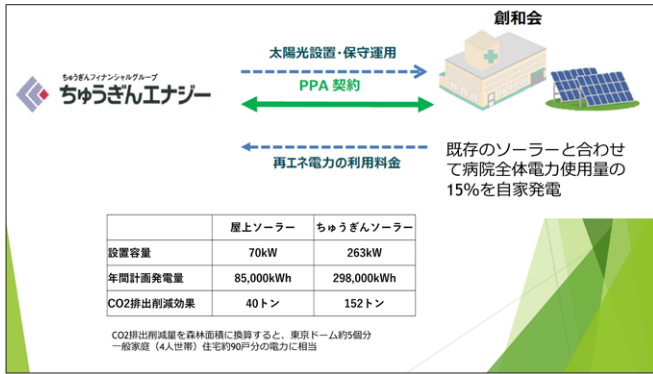 創和会
太陽光設置・保守運用
PPA 契約
ちゅうぎんフィナンシャルグループ
ちゅうぎんエナジー
再エネ電力の利用料金
既存のソーラーと合わせ
て病院全体電力使用量の
15%を自家発電
屋上ソーラー ちゅうぎんソーラー
設置容量 70kW 263kW
年間計画発電量 85,000kWh 298,000kWh
CO2排出削減効果 40トン 152トン
CO2排出削減量を森林面積に換算すると、東京ドーム約5個分
一般家庭（4人世帯）住宅約90戸分の電力に相当